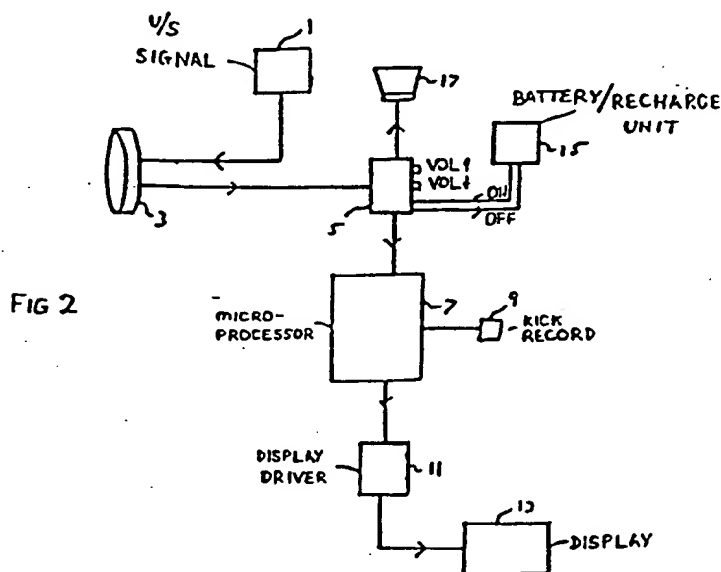 U/S
SIGNAL
1
17
BATTERY/RECHARGE
UNIT
15
3
5
VOL↑
VOL↓
ON
OFF
FIG 2
MICRO-
PROCESSOR
7
9
KICK
RECORD
DISPLAY
DRIVER
11
13
DISPLAY